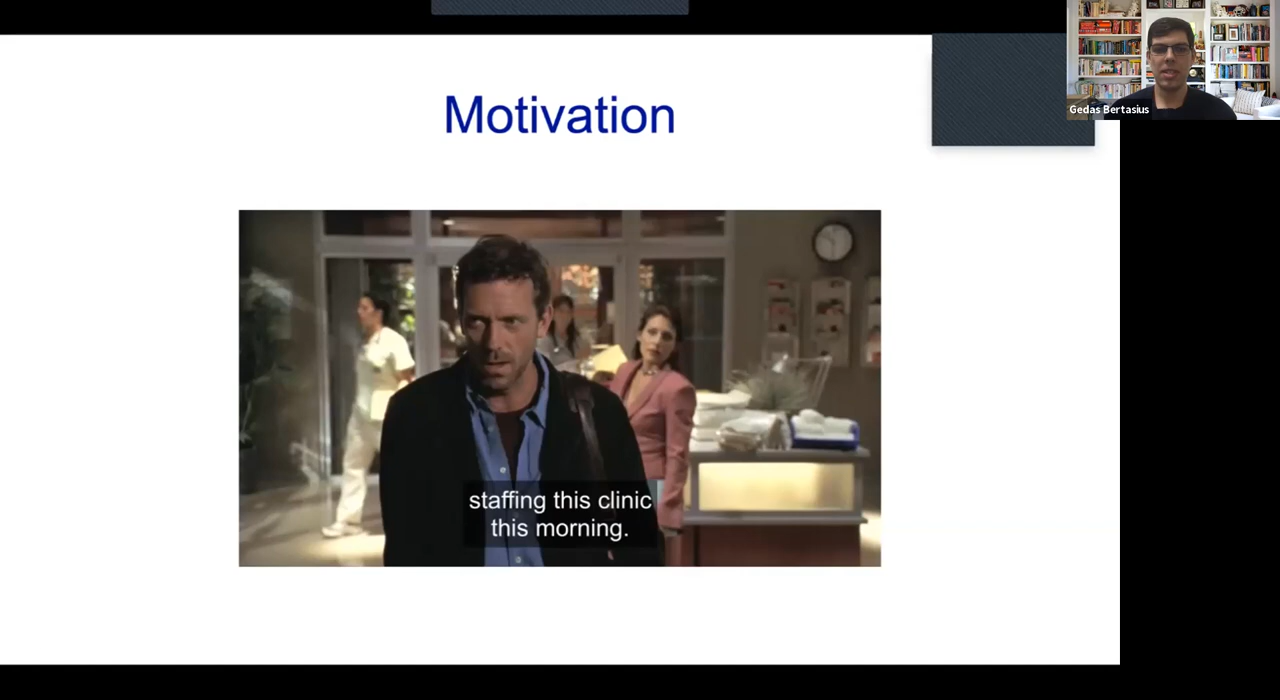 Motivation
Gedas Bertasius
staffing this clinic
this morning.